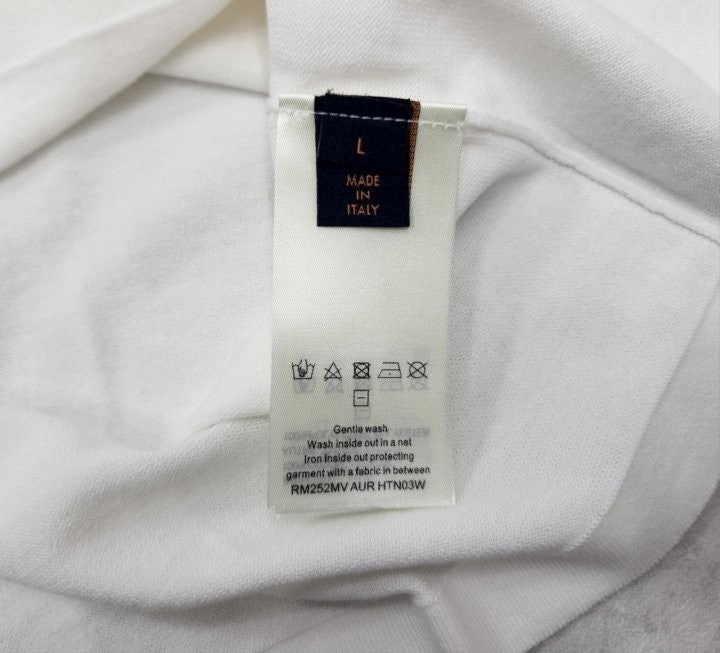 L
MADE
IN
ITALY
Gentle wash
Wash inside out in a net
Iron Inside out protecting
garment with a fabric in between
RM252MV AUR HTN03W